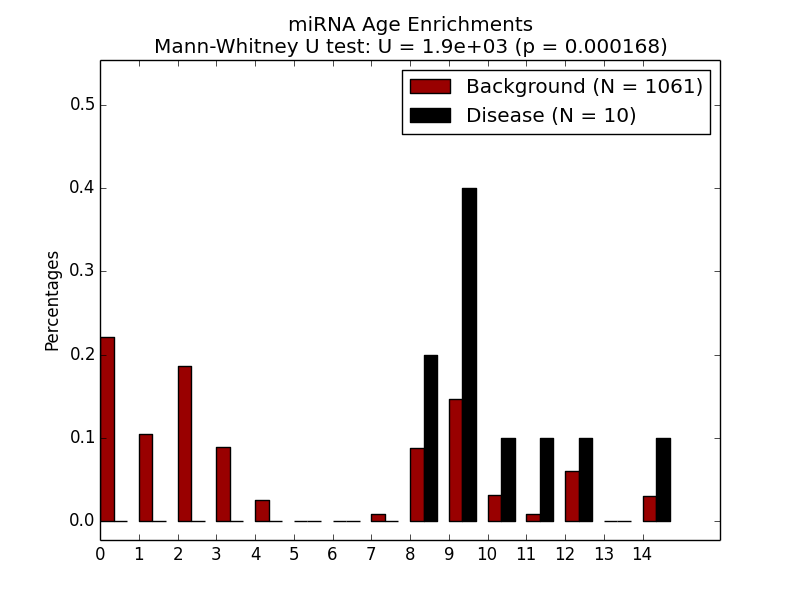 miRNA Age Enrichments
Mann-Whitney U test: U = 1.9e+03 (p = 0.000168)
Background (N = 1061)
Disease (N = 10)
Percentages
0.5
0.4
0.3
0.2
0.1
0.0
0 1 2 3 4 5 6 7 8 9 10 11 12 13 14